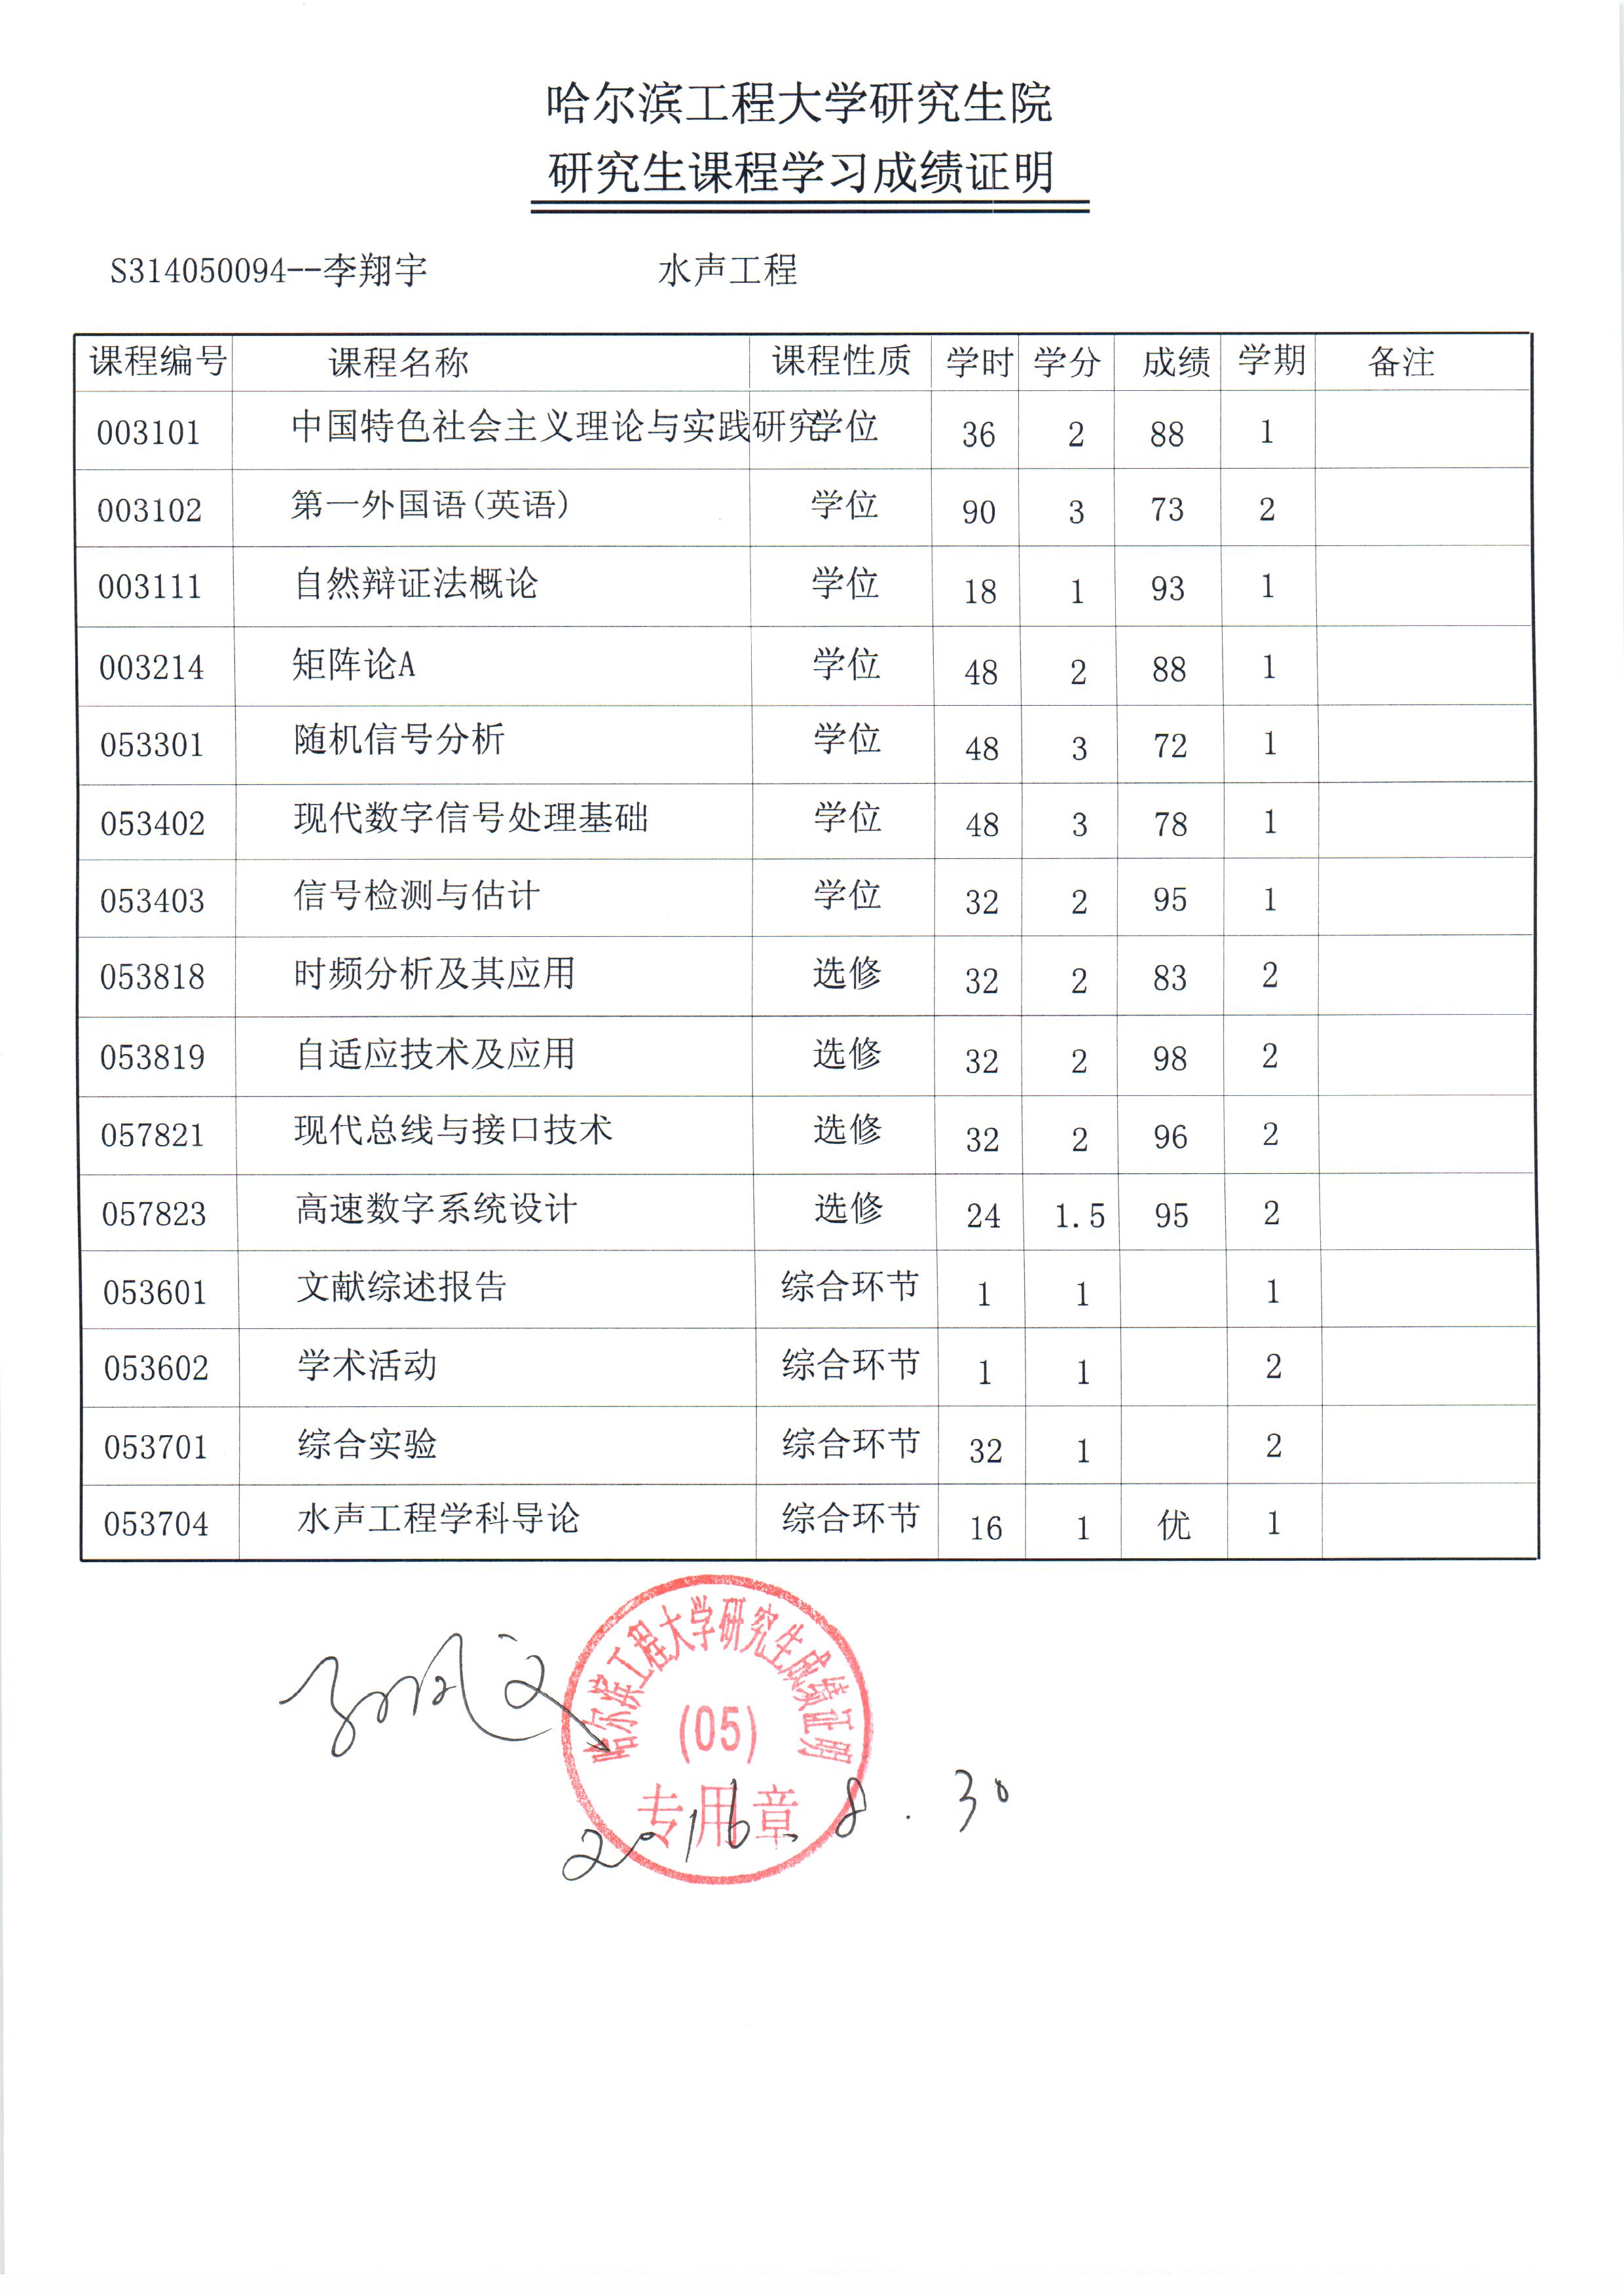 哈尔滨工程大学研究生院
研究生课程学习成绩证明
S314050094--李翔宇 水声工程
课程编号 课程名称 课程性质 学时 学分 成绩 学期 备注
003101 中国特色社会主义理论与实践研究 学位 36 2 88 1
003102 第一外国语(英语) 学位 90 3 73 2
003111 自然辩证法概论 学位 18 1 93 1
003214 矩阵论A 学位 48 2 88 1
053301 随机信号分析 学位 48 3 72 1
053402 现代数字信号处理基础 学位 48 3 78 1
053403 信号检测与估计 学位 32 2 95 1
053818 时频分析及其应用 选修 32 2 83 2
053819 自适应技术及应用 选修 32 2 98 2
057821 现代总线与接口技术 选修 32 2 96 2
057823 高速数字系统设计 选修 24 1.5 95 2
053601 文献综述报告 综合环节 1 1 1
053602 学术活动 综合环节 1 1 2
053701 综合实验 综合环节 32 1 2
053704 水声工程学科导论 综合环节 16 1 优 1
哈尔滨工程大学研究生成绩证明
(05)
专用章
2016.8.30